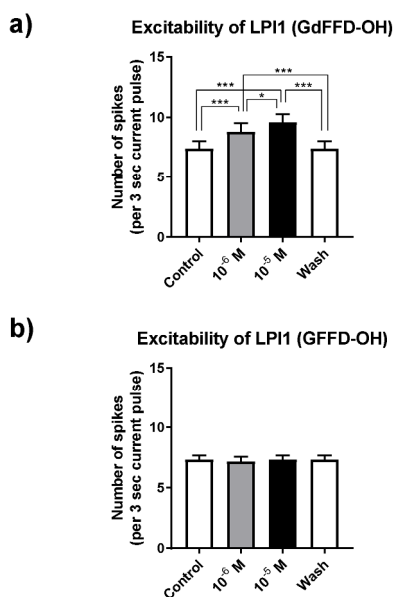 a)
Excitability of LPI1 (GdFFD-OH)
Number of spikes
(per 3 sec current pulse)
15
10
5
0
***
***
***
*
***
Control
10⁻⁶ M
10⁻⁵ M
Wash
b)
Excitability of LPI1 (GFFD-OH)
Number of spikes
(per 3 sec current pulse)
15
10
5
0
Control
10⁻⁶ M
10⁻⁵ M
Wash